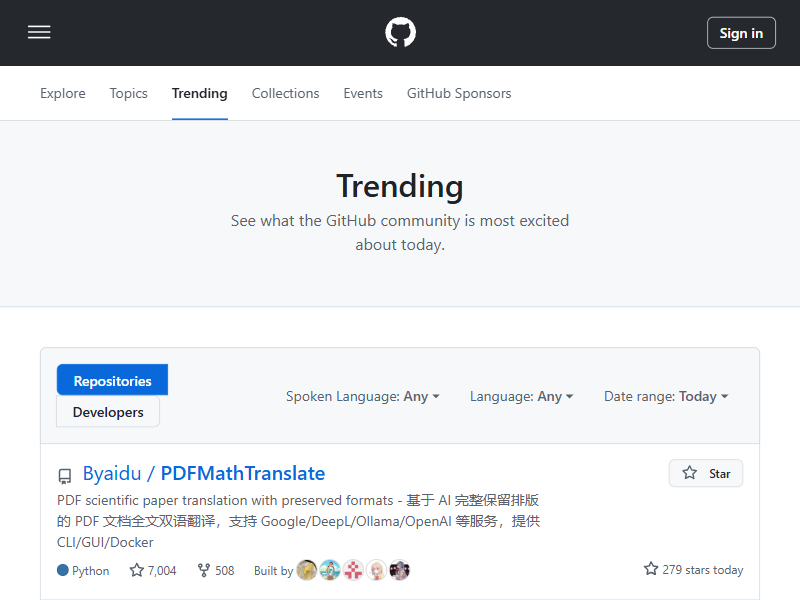 Sign in
Explore Topics Trending Collections Events GitHub Sponsors
Trending
See what the GitHub community is most excited
about today.
Repositories
Developers
Spoken Language: Any Language: Any Date range: Today
Byaidu / PDFMathTranslate
Star
PDF scientific paper translation with preserved formats - 基于 AI 完整保留排版
的 PDF 文档全文双语翻译，支持 Google/DeepL/Ollama/OpenAI 等服务，提供
CLI/GUI/Docker
Python 7,004 508 Built by 279 stars today